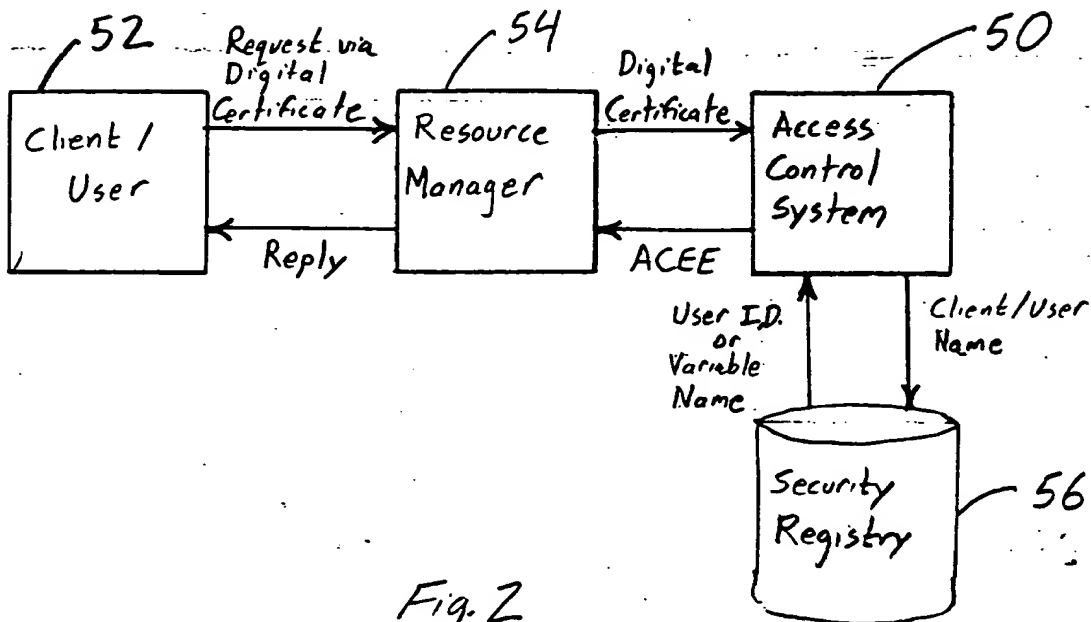 52
Request via
Digital
Certificate
54
Digital
Certificate
50
Client /
User
Resource
Manager
Access
Control
System
Reply
ACEE
User I.D.
or
Variable
Name
Client/User
Name
Security
Registry
56
Fig. 2